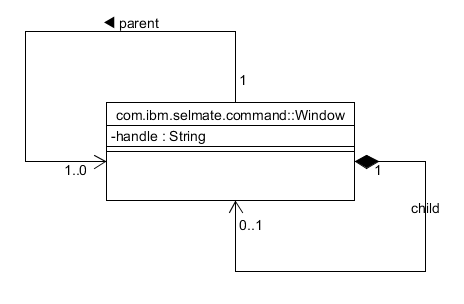 ◀ parent
1
com.ibm.selmate.command::Window
-handle : String
1..0
1
child
0..1